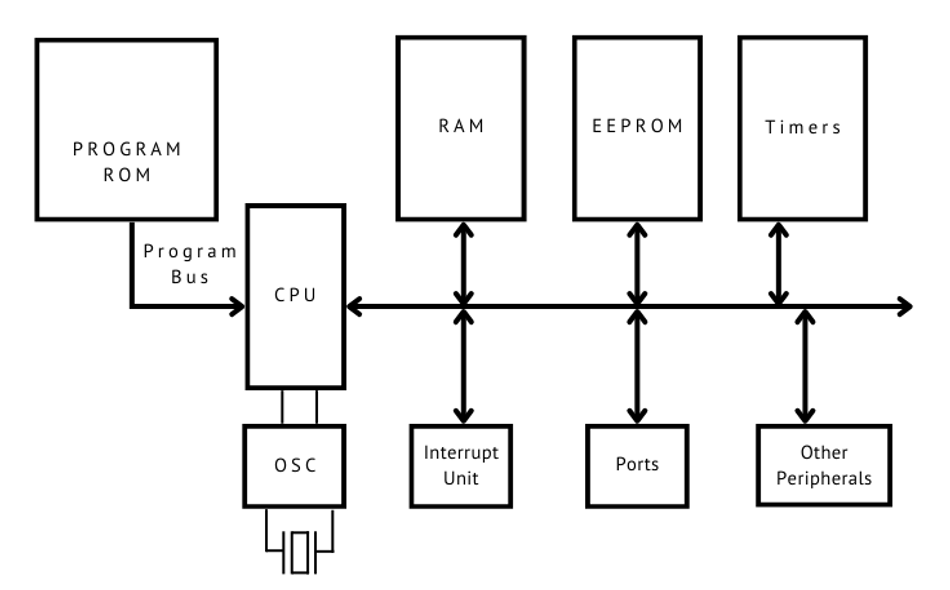 PROGRAM
ROM
RAM
EEPROM
Timers
Program
Bus
CPU
OSC
Interrupt
Unit
Ports
Other
Peripherals